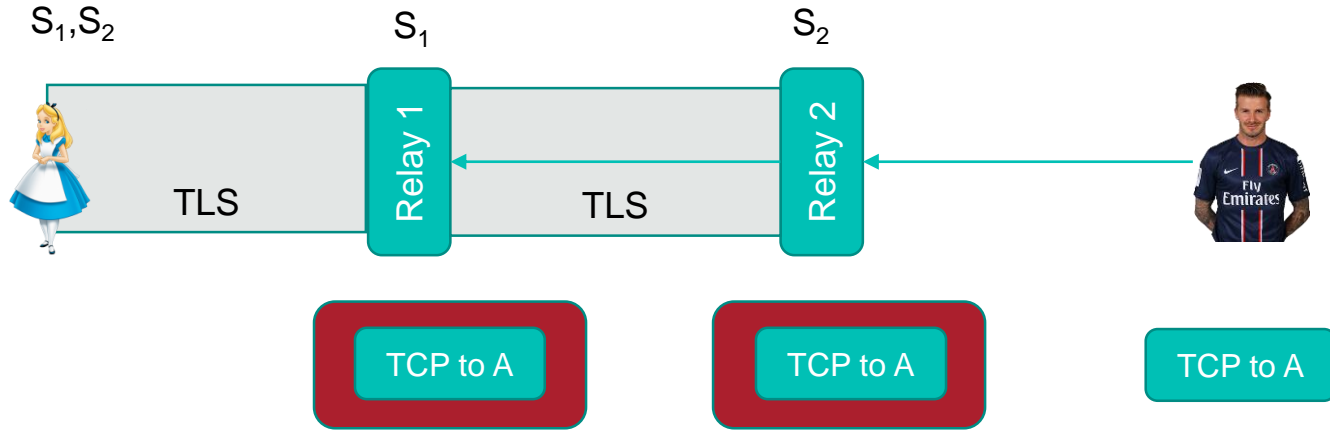 S₁,S₂
S₁
S₂
TLS
Relay 1
TLS
Relay 2
Fly
Emirates
TCP to A
TCP to A
TCP to A